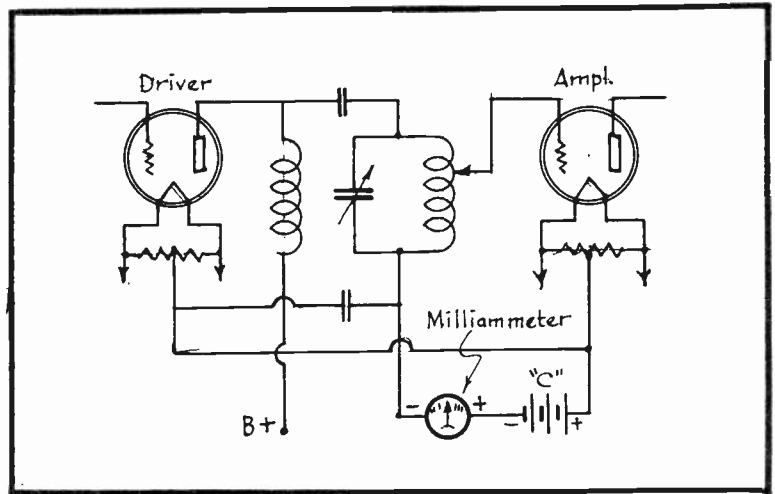 Driver
Ampl.
Milliammeter
"C"
- +
- +
B+